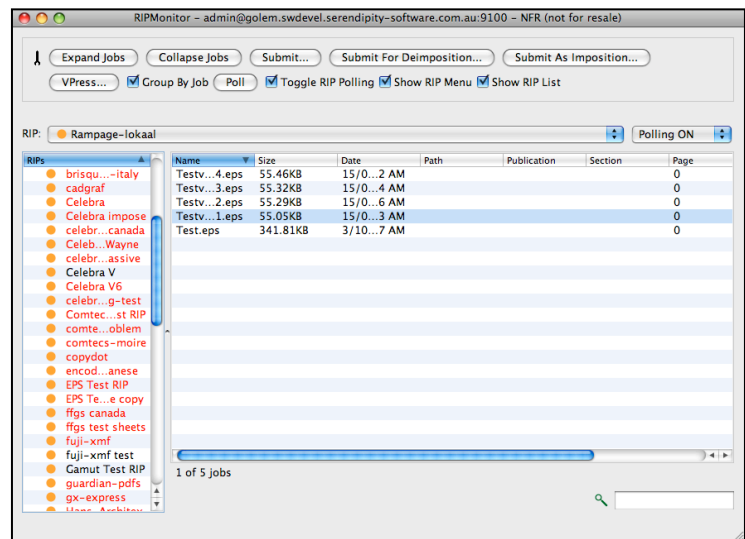 RIPMonitor – admin@golem.swdevel.serendipity-software.com.au:9100 – NFR (not for resale)
Expand Jobs Collapse Jobs Submit... Submit For Deimposition... Submit As Imposition...
VPress... Group By Job Poll Toggle RIP Polling Show RIP Menu Show RIP List
RIP: Rampage-lokaal Polling ON
RIPs Name Size Date Path Publication Section Page
brisqu...-italy Testv...4.eps 55.46KB 15/0...2 AM 0
cadgraf Testv...3.eps 55.32KB 15/0...4 AM 0
Celebra Testv...2.eps 55.29KB 15/0...6 AM 0
Celebra impose Testv...1.eps 55.05KB 15/0...3 AM 0
celebr...canada Test.eps 341.81KB 3/10...7 AM 0
Celeb...Wayne
celebr...assive
Celebra V
Celebra V6
celebr...g-test
Comtec...st RIP
comte...oblem
comtecs-moire
copydot
encod...anese
EPS Test RIP
EPS Te...e copy
ffgs canada
ffgs test sheets
fuji-xmf
fuji-xmf test
Gamut Test RIP
guardian-pdfs
gx-express
1 of 5 jobs